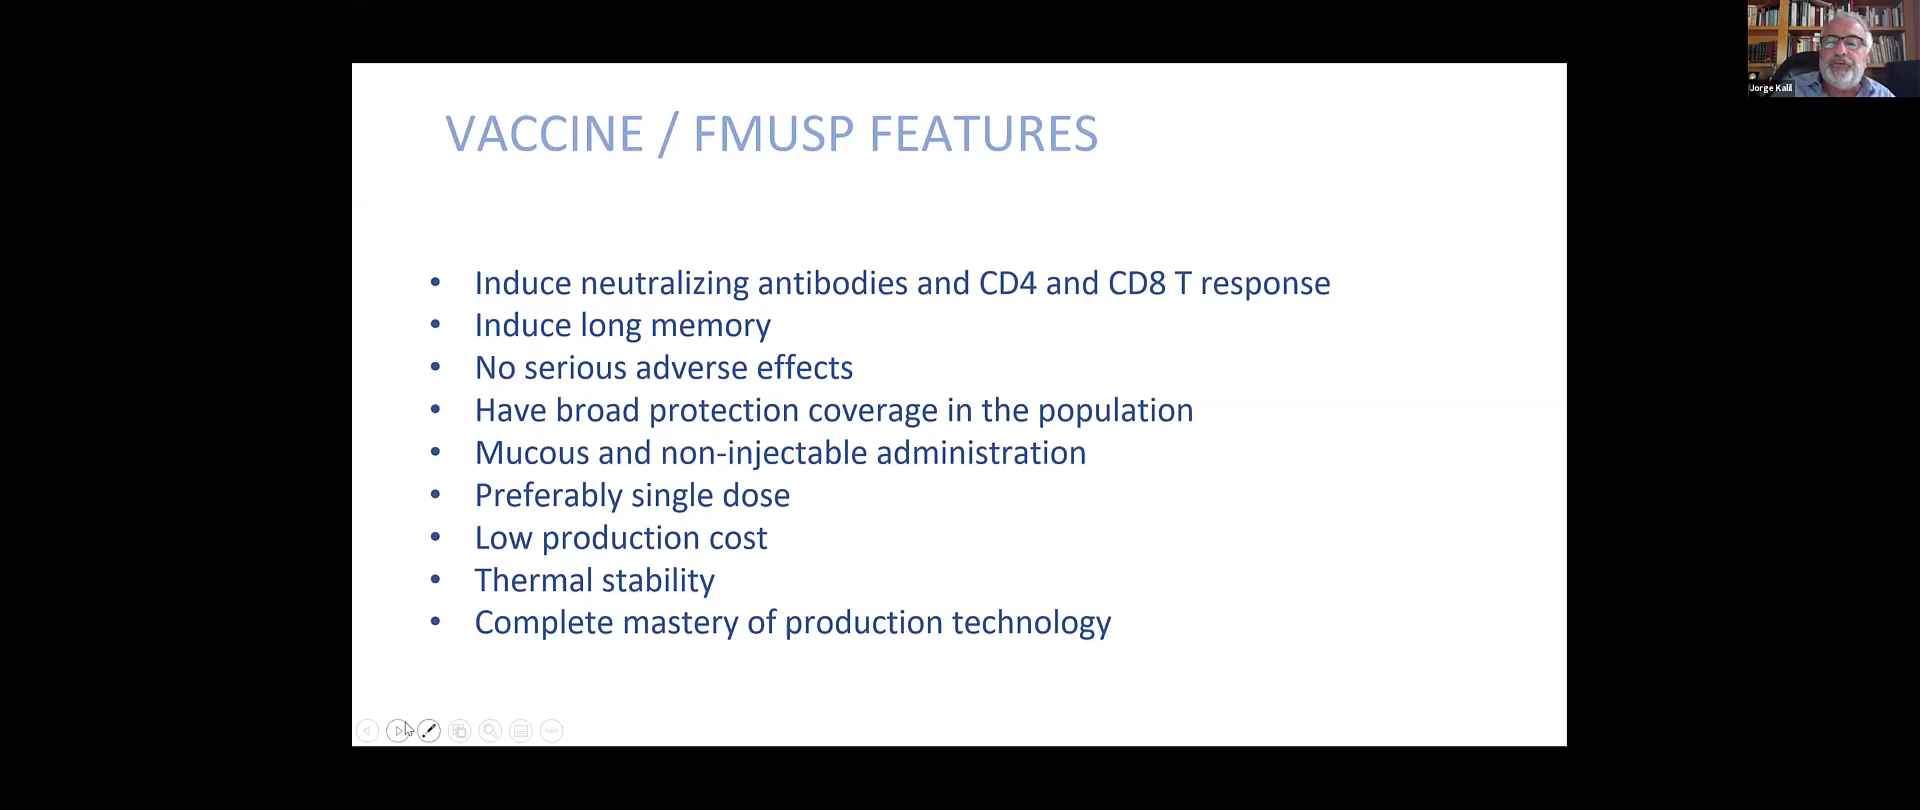 VACCINE / FMUSP FEATURES
• Induce neutralizing antibodies and CD4 and CD8 T response
• Induce long memory
• No serious adverse effects
• Have broad protection coverage in the population
• Mucous and non-injectable administration
• Preferably single dose
• Low production cost
• Thermal stability
• Complete mastery of production technology
Jorge Kalil